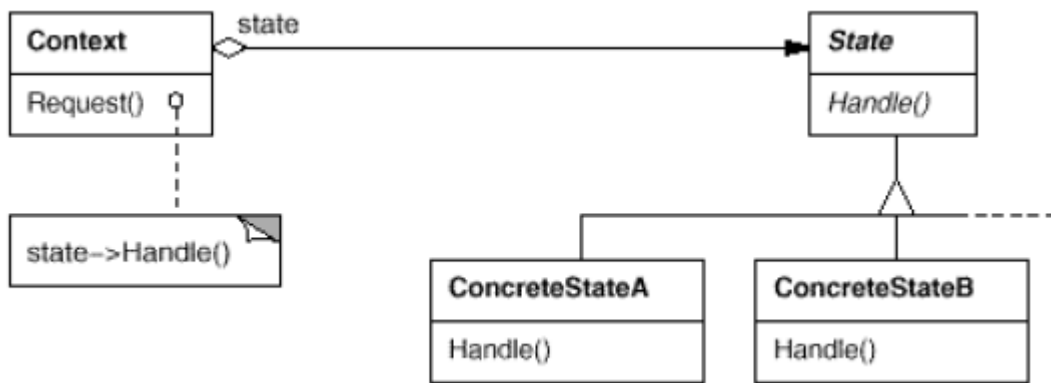 state
Context
State
Request()
Handle()
state->Handle()
ConcreteStateA
ConcreteStateB
Handle()
Handle()